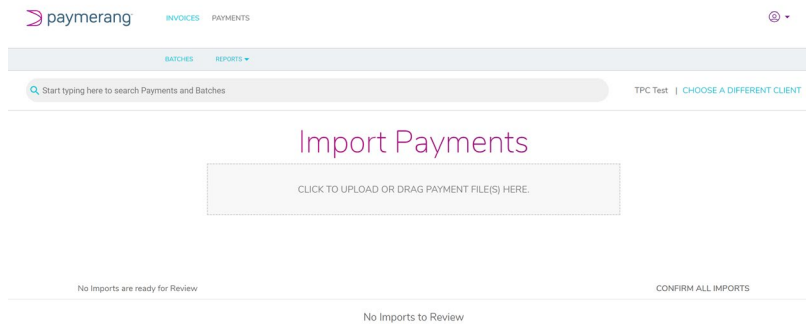 paymerang
INVOICES PAYMENTS
BATCHES REPORTS
Start typing here to search Payments and Batches
TPC Test | CHOOSE A DIFFERENT CLIENT
Import Payments
CLICK TO UPLOAD OR DRAG PAYMENT FILE(S) HERE.
No Imports are ready for Review
CONFIRM ALL IMPORTS
No Imports to Review